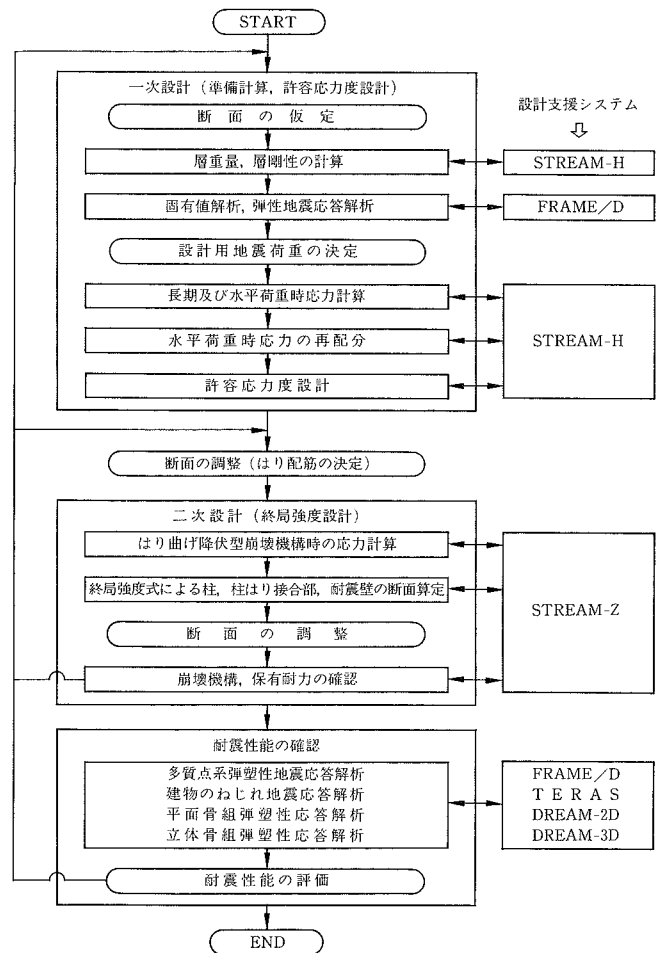 START
一次設計（準備計算，許容応力度設計）
断面の仮定
設計支援システム
層重量，層剛性の計算
STREAM-H
固有値解析，弾性地震応答解析
FRAME／D
設計用地震荷重の決定
長期及び水平荷重時応力計算
水平荷重時応力の再配分
STREAM-H
許容応力度設計
断面の調整（はり配筋の決定）
二次設計（終局強度設計）
はり曲げ降伏型崩壊機構時の応力計算
終局強度式による柱，柱はり接合部，耐震壁の断面算定
STREAM-Z
断面の調整
崩壊機構，保有耐力の確認
耐震性能の確認
多質点系弾塑性地震応答解析
建物のねじれ地震応答解析
平面骨組弾塑性応答解析
立体骨組弾塑性応答解析
FRAME／D
TERAS
DREAM-2D
DREAM-3D
耐震性能の評価
END